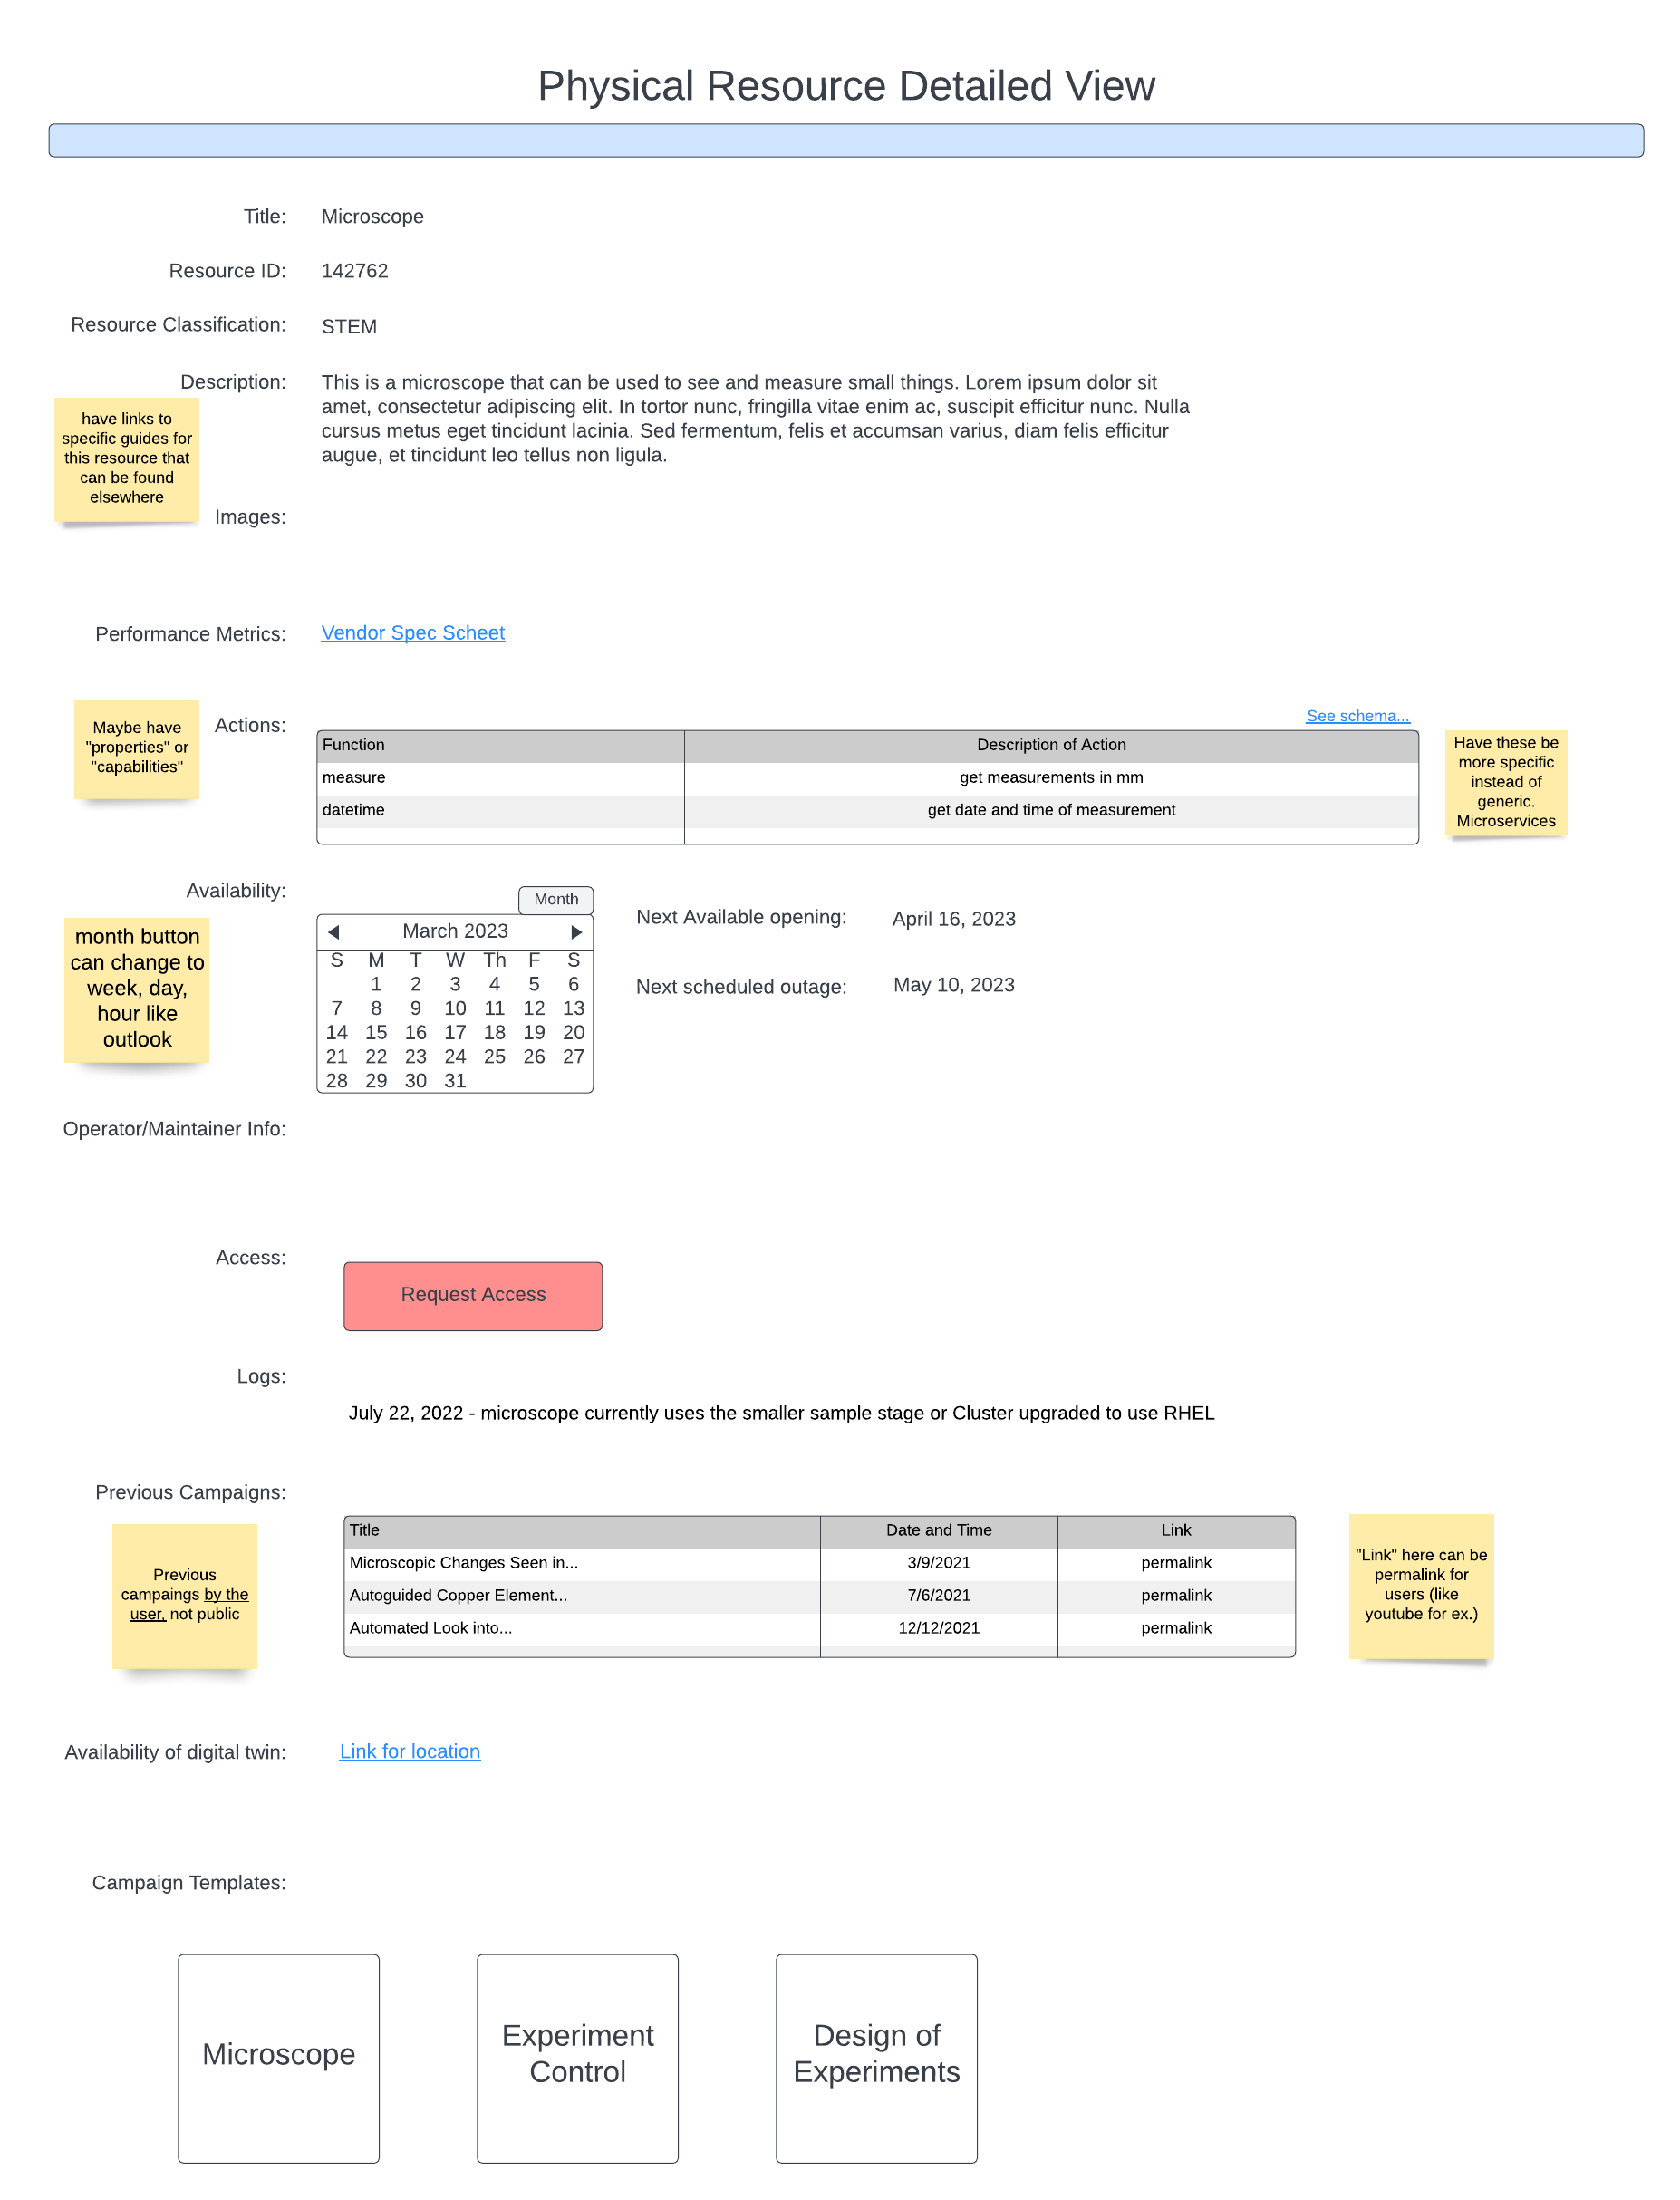 Physical Resource Detailed View
Title: Microscope
Resource ID: 142762
Resource Classification: STEM
Description: This is a microscope that can be used to see and measure small things. Lorem ipsum dolor sit
amet, consectetur adipiscing elit. In tortor nunc, fringilla vitae enim ac, suscipit efficitur nunc. Nulla
cursus metus eget tincidunt lacinia. Sed fermentum, felis et accumsan varius, diam felis efficitur
augue, et tincidunt leo tellus non ligula.
have links to
specific guides for
this resource that
can be found
elsewhere
Images:
Performance Metrics: Vendor Spec Scheet
Maybe have
"properties" or
"capabilities"
Actions:
See schema...
Function Description of Action
measure get measurements in mm
datetime get date and time of measurement
Have these be
more specific
instead of
generic.
Microservices
Availability:
month button
can change to
week, day,
hour like
outlook
Month
March 2023
S M T W Th F S
1 2 3 4 5 6
7 8 9 10 11 12 13
14 15 16 17 18 19 20
21 22 23 24 25 26 27
28 29 30 31
Next Available opening: April 16, 2023
Next scheduled outage: May 10, 2023
Operator/Maintainer Info:
Access:
Request Access
Logs:
July 22, 2022 - microscope currently uses the smaller sample stage or Cluster upgraded to use RHEL
Previous Campaigns:
Previous
campaings by the
user, not public
Title Date and Time Link
Microscopic Changes Seen in... 3/9/2021 permalink
Autoguided Copper Element... 7/6/2021 permalink
Automated Look into... 12/12/2021 permalink
"Link" here can be
permalink for
users (like
youtube for ex.)
Availability of digital twin: Link for location
Campaign Templates:
Microscope
Experiment
Control
Design of
Experiments